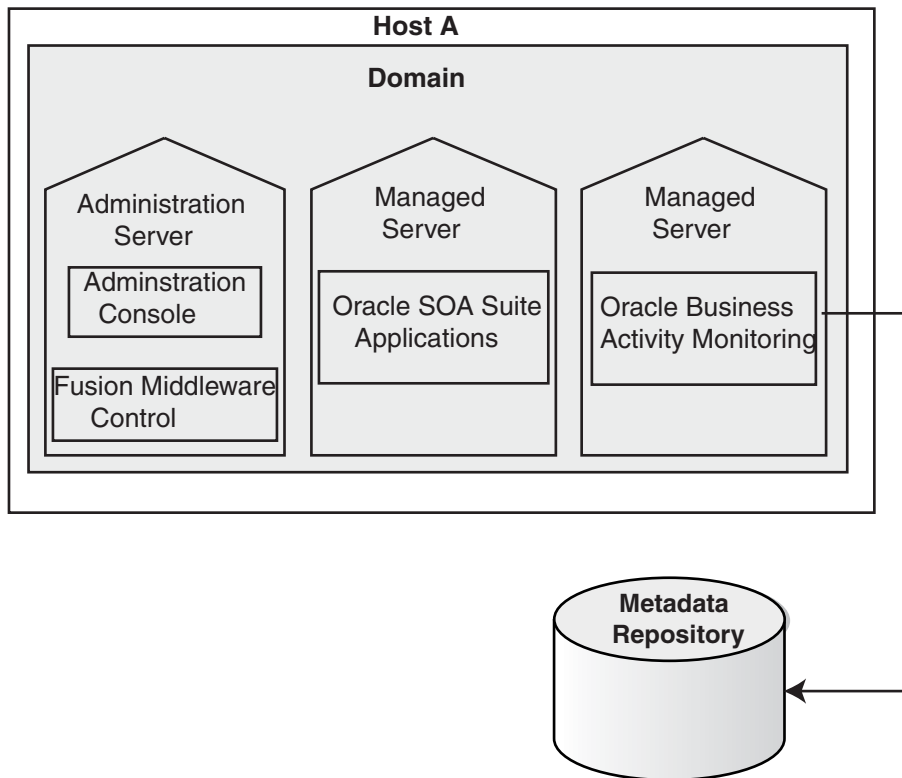 Host A
Domain
Administration
Server
Adminstration
Console
Fusion Middleware
Control
Managed
Server
Oracle SOA Suite
Applications
Managed
Server
Oracle Business
Activity Monitoring
Metadata
Repository